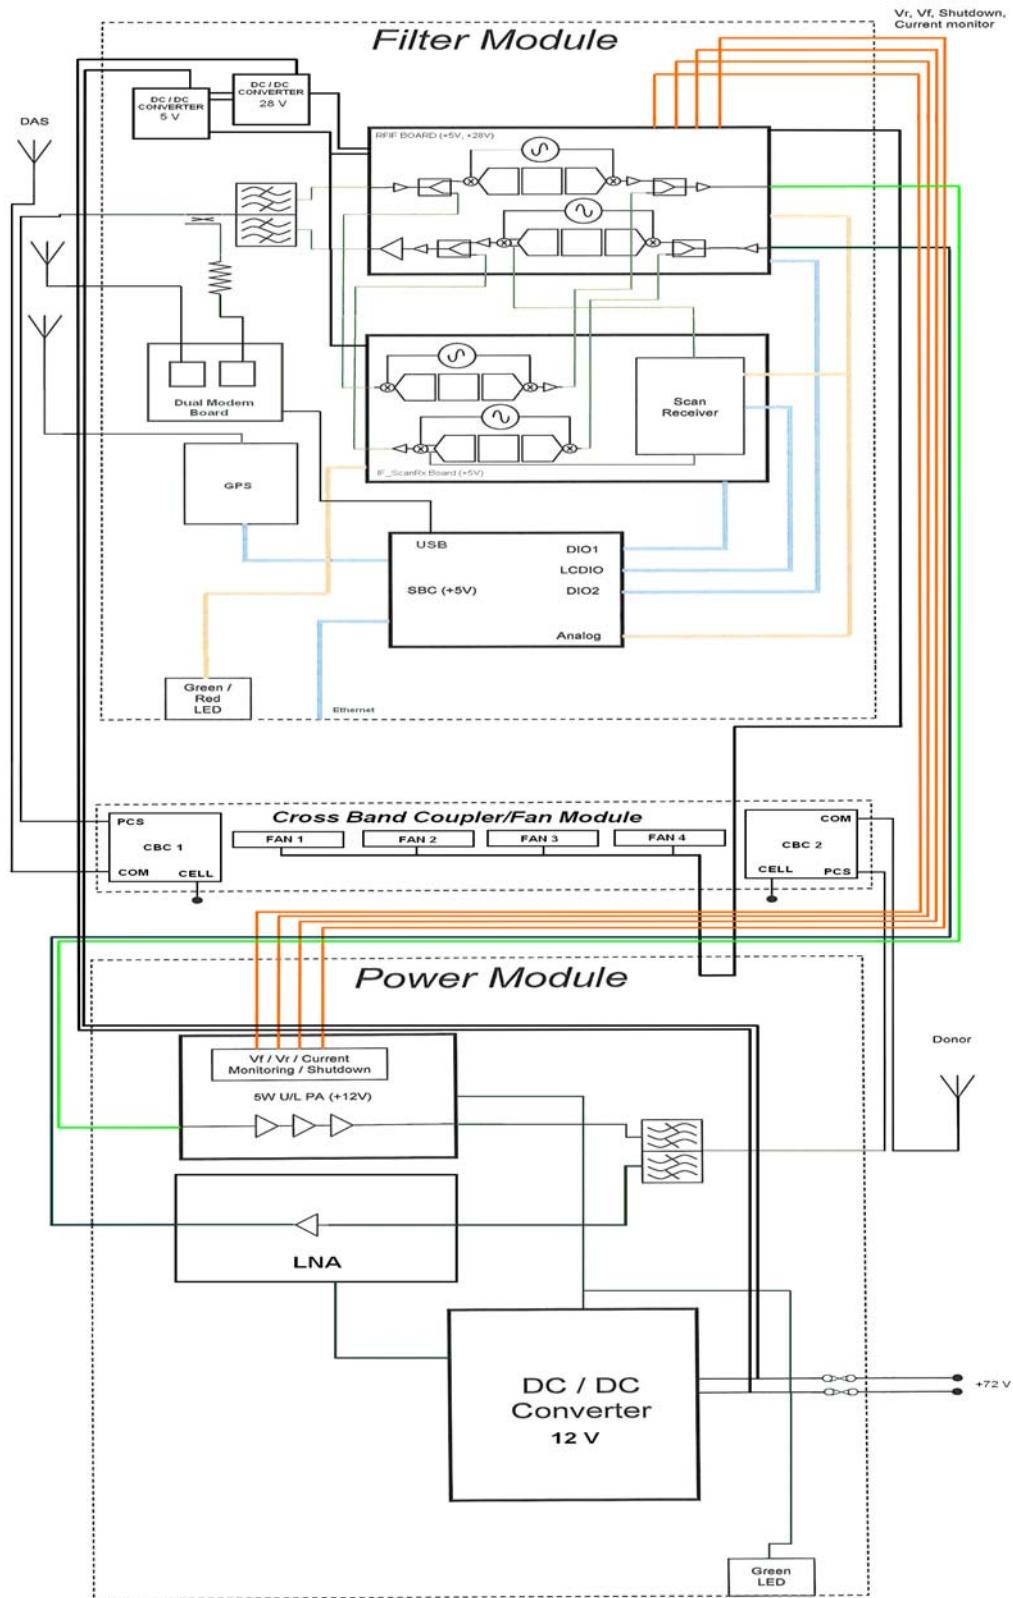 Vr, Vf, Shutdown,
Current monitor
Filter Module
DC / DC
CONVERTER
28 V
DC / DC
CONVERTER
5 V
DAS
RFIF BOARD (+5V, +28V)
Dual Modem
Board
Scan
Receiver
IF_ScanRx Board (+5V)
GPS
USB
DIO1
LCDIO
SBC (+5V)
DIO2
Analog
Green /
Red
LED
Ethernet
Cross Band Coupler/Fan Module
PCS
CBC 1
COM
CELL
FAN 1
FAN 2
FAN 3
FAN 4
COM
CBC 2
CELL
PCS
Power Module
Donor
Vf / Vr / Current
Monitoring / Shutdown
5W U/L PA (+12V)
LNA
DC / DC
Converter
12 V
+72 V
Green
LED